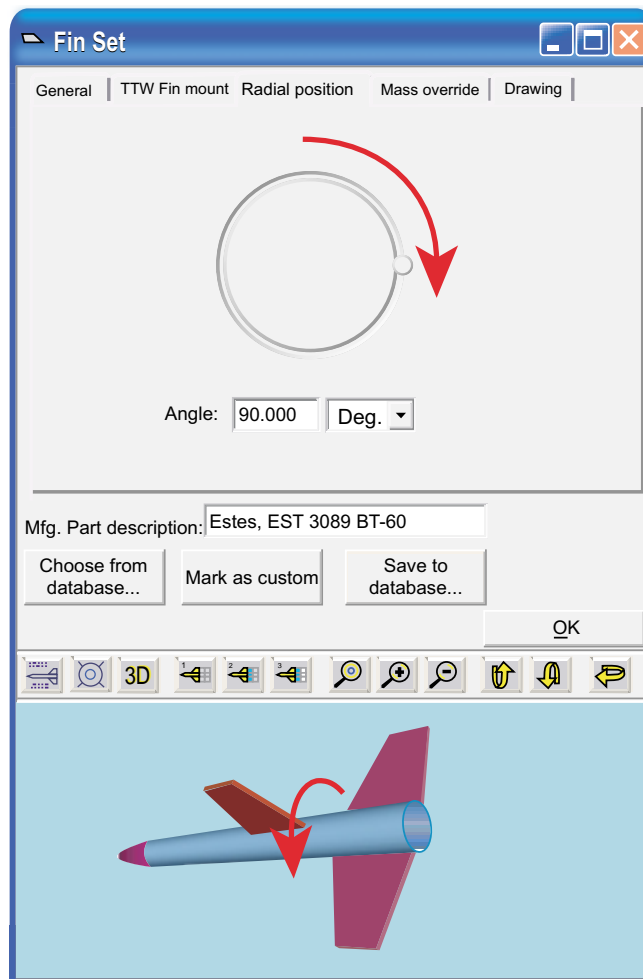 Fin Set
General TTW Fin mount Radial position Mass override Drawing
Angle: 90.000 Deg.
Mfg. Part description: Estes, EST 3089 BT-60
Choose from
database...
Mark as custom
Save to
database...
OK
3D 1 2 3